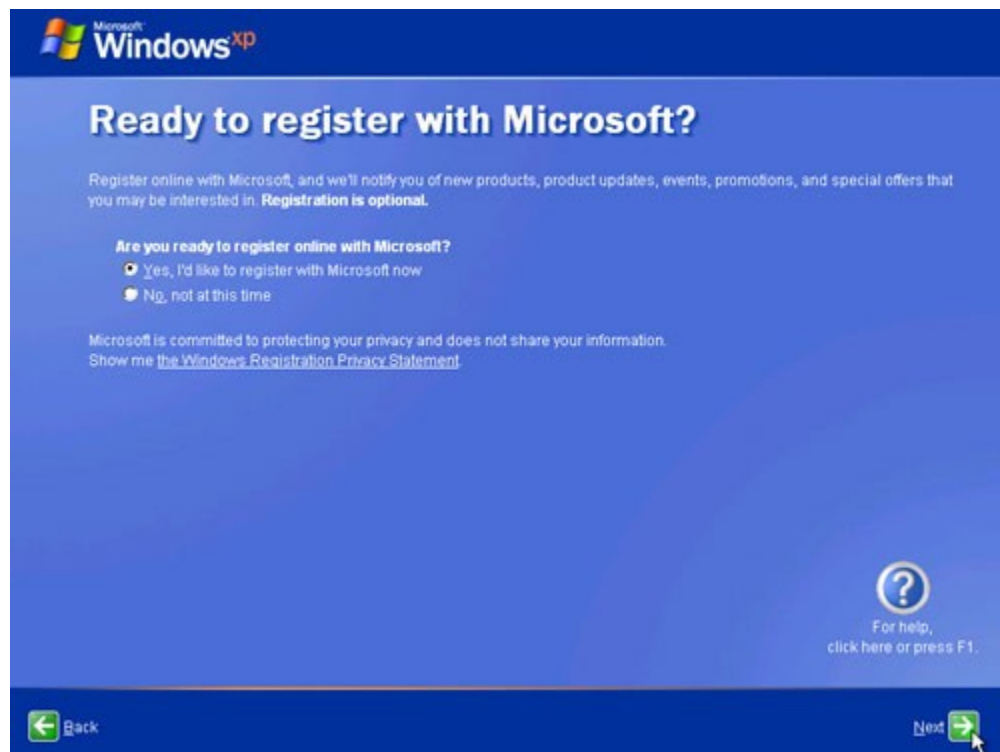 Microsoft
Windows xp
Ready to register with Microsoft?
Register online with Microsoft, and we'll notify you of new products, product updates, events, promotions, and special offers that
you may be interested in. Registration is optional.
Are you ready to register online with Microsoft?
Yes, I'd like to register with Microsoft now
No, not at this time
Microsoft is committed to protecting your privacy and does not share your information.
Show me the Windows Registration Privacy Statement.
For help,
click here or press F1.
Back
Next